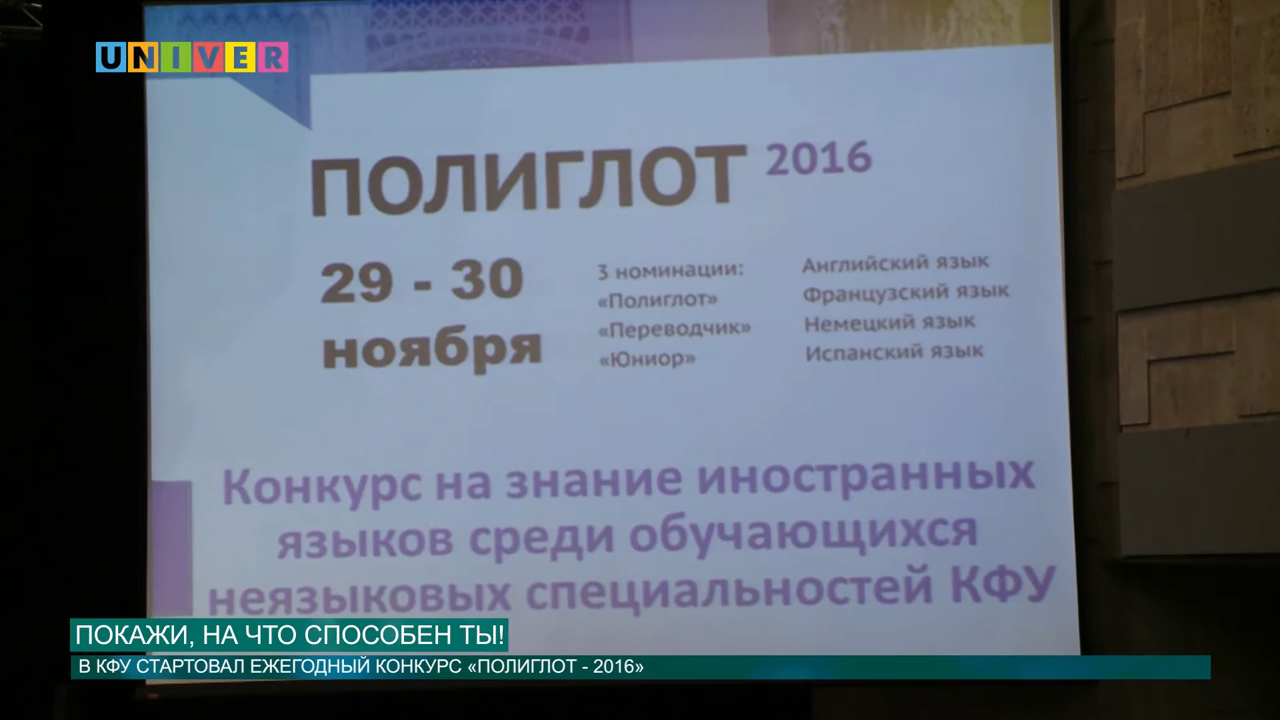 UNIVER
ПОЛИГЛОТ 2016
29 - 30
ноября
3 номинации:
«Полиглот»
«Переводчик»
«Юниор»
Английский язык
Французский язык
Немецкий язык
Испанский язык
Конкурс на знание иностранных
языков среди обучающихся
неязыковых специальностей КФУ
ПОКАЖИ, НА ЧТО СПОСОБЕН ТЫ!
В КФУ СТАРТОВАЛ ЕЖЕГОДНЫЙ КОНКУРС «ПОЛИГЛОТ - 2016»